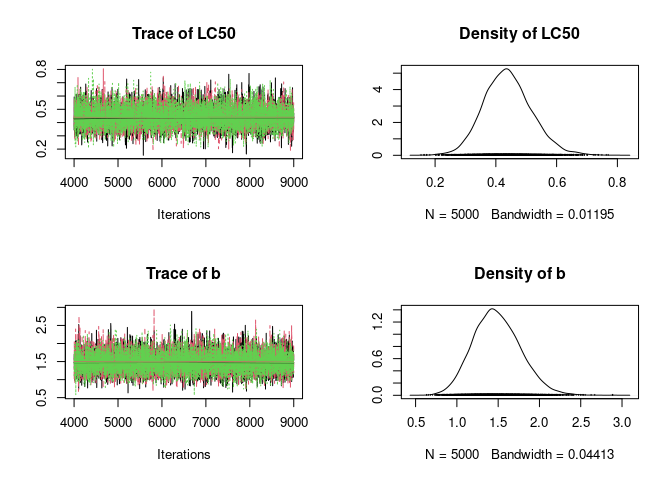 Trace of LC50
0.2 0.5 0.8
4000 5000 6000 7000 8000 9000
Iterations
Density of LC50
0 2 4
0.2 0.4 0.6 0.8
N = 5000 Bandwidth = 0.01195
Trace of b
0.5 1.5 2.5
4000 5000 6000 7000 8000 9000
Iterations
Density of b
0.0 0.6 1.2
0.5 1.0 1.5 2.0 2.5 3.0
N = 5000 Bandwidth = 0.04413